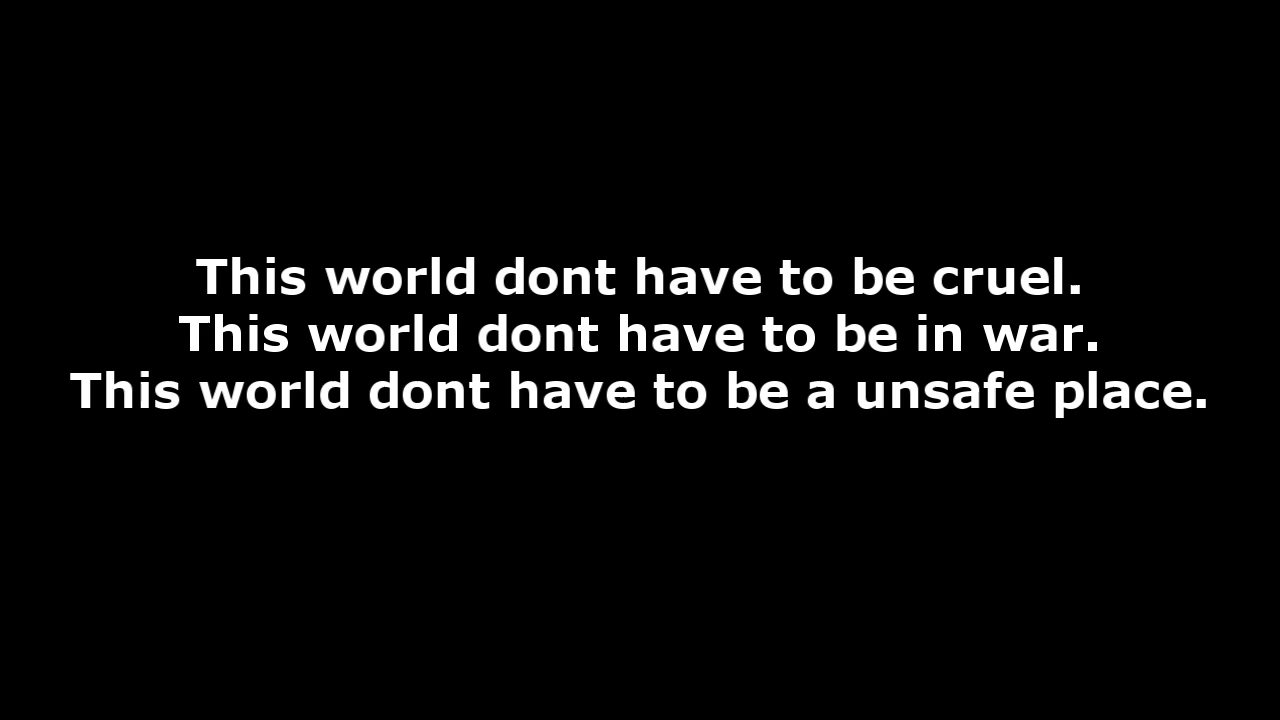 This world dont have to be cruel.
This world dont have to be in war.
This world dont have to be a unsafe place.